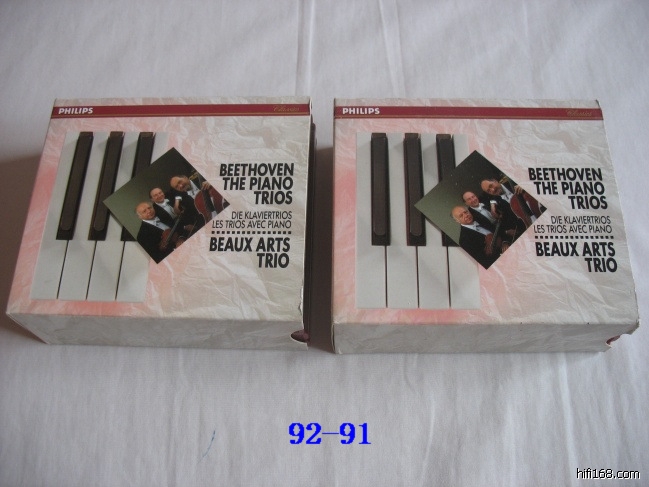 PHILIPS
BEETHOVEN
THE PIANO
TRIOS
DIE KLAVIERTRIOS
LES TRIOS AVEC PIANO
BEAUX ARTS
TRIO
PHILIPS
BEETHOVEN
THE PIANO
TRIOS
DIE KLAVIERTRIOS
LES TRIOS AVEC PIANO
BEAUX ARTS
TRIO
92-91
hifi168.com